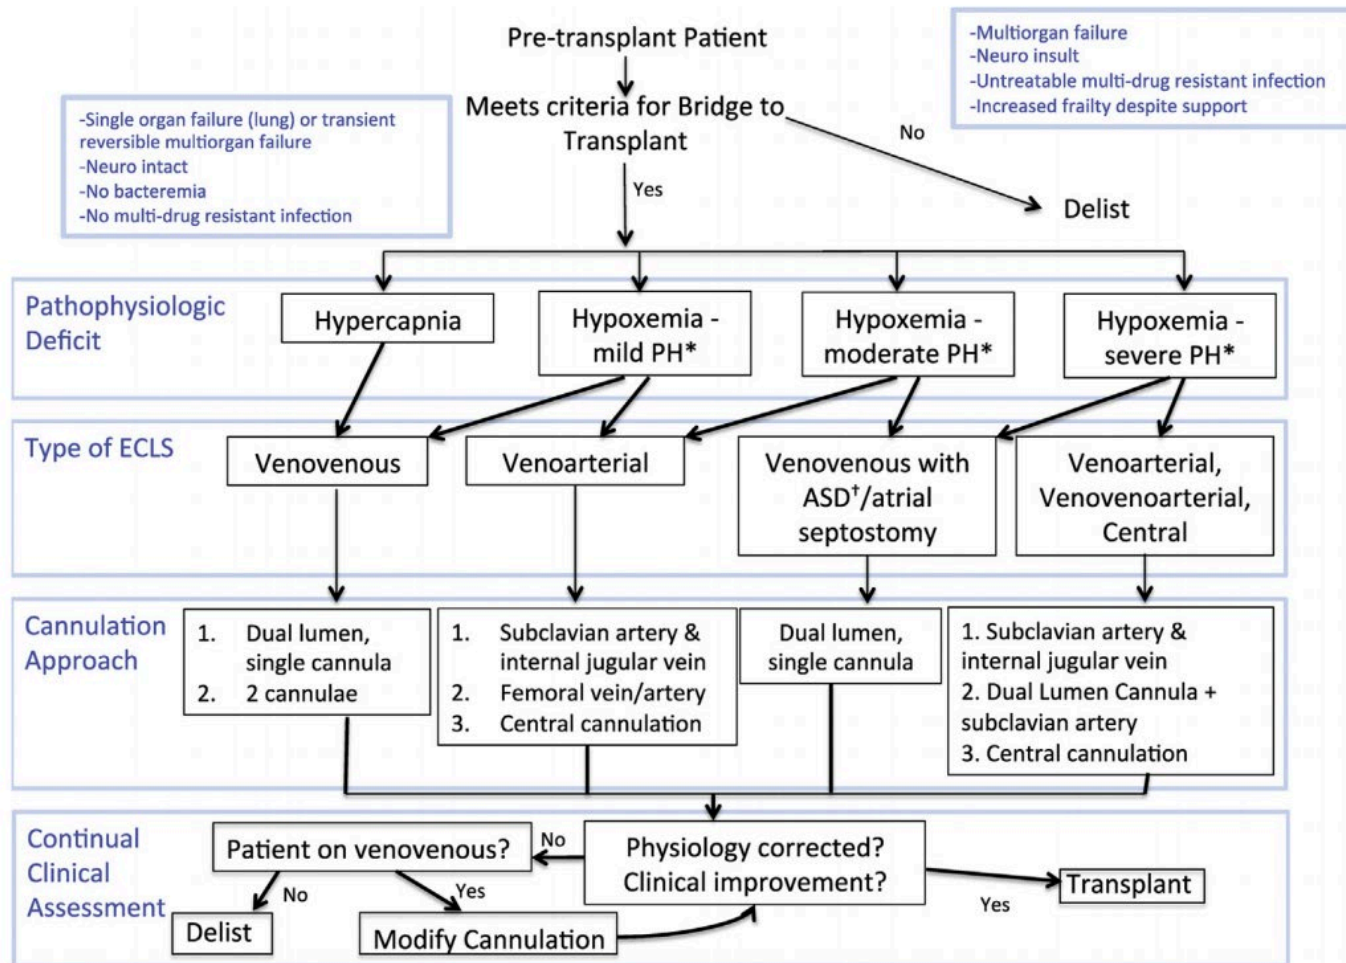 Pre-transplant Patient
-Multiorgan failure
-Neuro insult
-Untreatable multi-drug resistant infection
-Increased frailty despite support
Meets criteria for Bridge to
Transplant
No
-Single organ failure (lung) or transient
reversible multiorgan failure
-Neuro intact
-No bacteremia
-No multi-drug resistant infection
Yes
Delist
Pathophysiologic
Deficit
Hypercapnia
Hypoxemia -
mild PH*
Hypoxemia -
moderate PH*
Hypoxemia -
severe PH*
Type of ECLS
Venovenous
Venoarterial
Venovenous with
ASD†/atrial
septostomy
Venoarterial,
Venovenoarterial,
Central
Cannulation
Approach
1. Dual lumen,
single cannula
2. 2 cannulae
1. Subclavian artery &
internal jugular vein
2. Femoral vein/artery
3. Central cannulation
Dual lumen,
single cannula
1. Subclavian artery &
internal jugular vein
2. Dual Lumen Cannula +
subclavian artery
3. Central cannulation
Continual
Clinical
Assessment
Patient on venovenous?
No
Physiology corrected?
Clinical improvement?
Yes
Transplant
No
Yes
Delist
Modify Cannulation